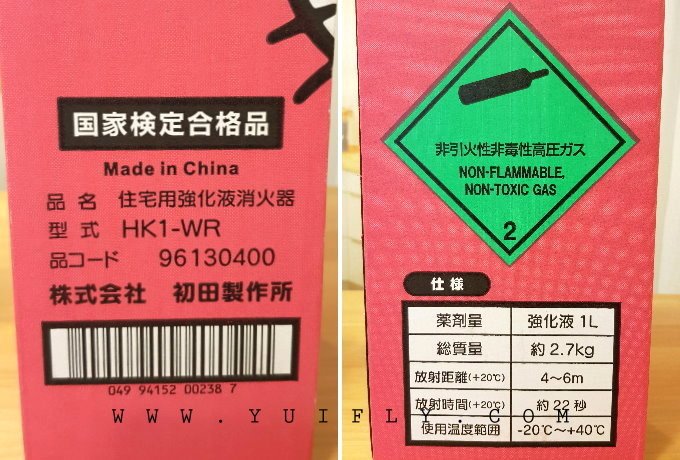 国家検定合格品
Made in China
品名 住宅用強化液消火器
型式 HK1-WR
品コード 96130400
株式会社 初田製作所
049 94152 00238 7
非引火性非毒性高圧ガス
NON-FLAMMABLE,
NON-TOXIC GAS
2
仕様
薬剤量 強化液 1L
総質量 約 2.7kg
放射距離(+20℃) 4~6m
放射時間(+20℃) 約 22 秒
使用温度範囲 -20℃~+40℃
WWW.YUIFLY.COM